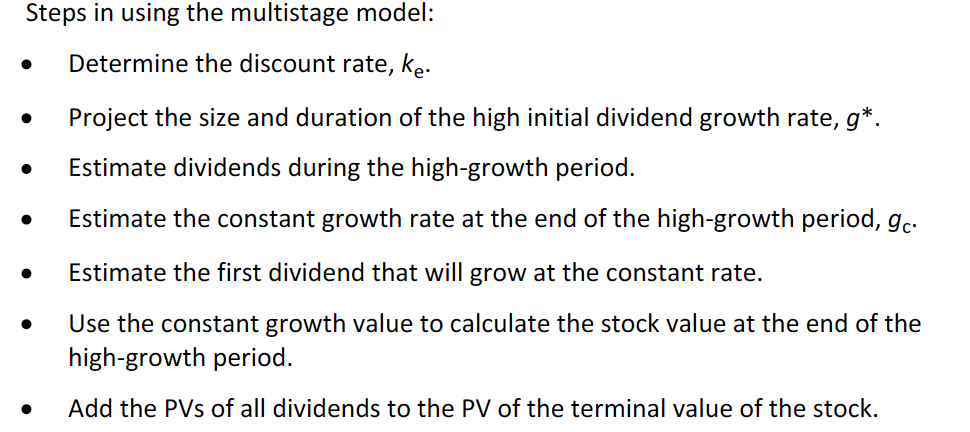 Steps in using the multistage model:
• Determine the discount rate, kₑ.
• Project the size and duration of the high initial dividend growth rate, g*.
• Estimate dividends during the high-growth period.
• Estimate the constant growth rate at the end of the high-growth period, g꜀.
• Estimate the first dividend that will grow at the constant rate.
• Use the constant growth value to calculate the stock value at the end of the
high-growth period.
• Add the PVs of all dividends to the PV of the terminal value of the stock.